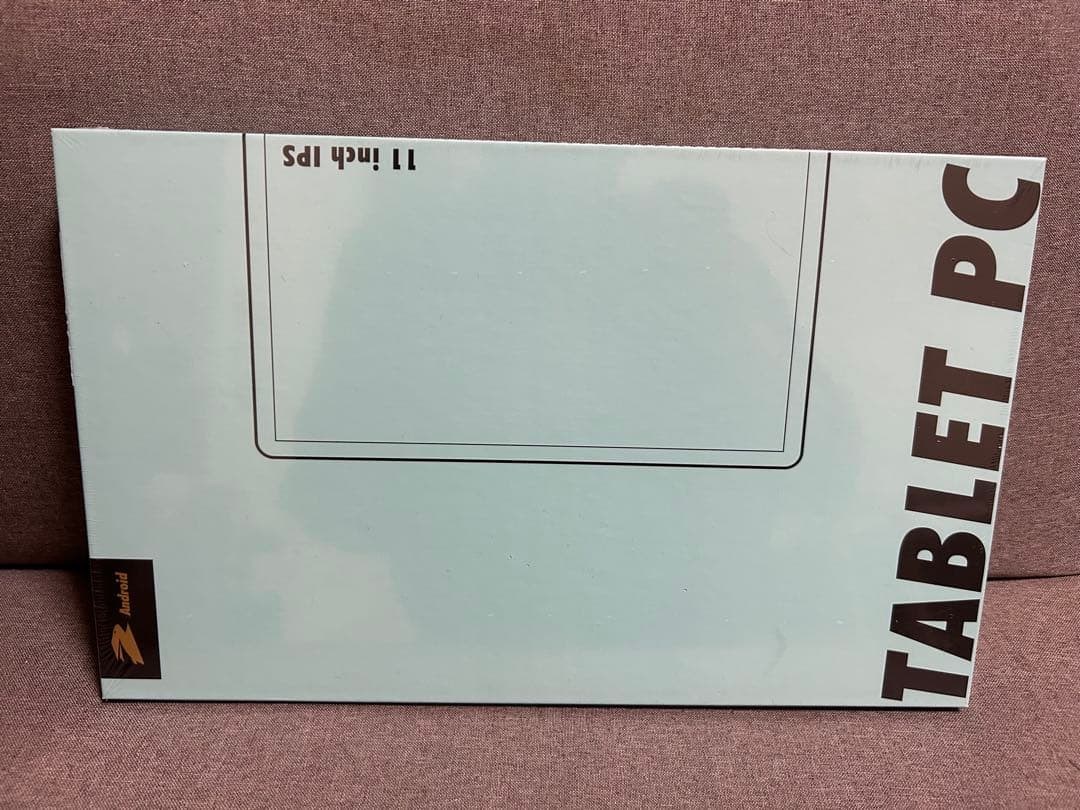 11 inch IPS
TABLET PC
Android